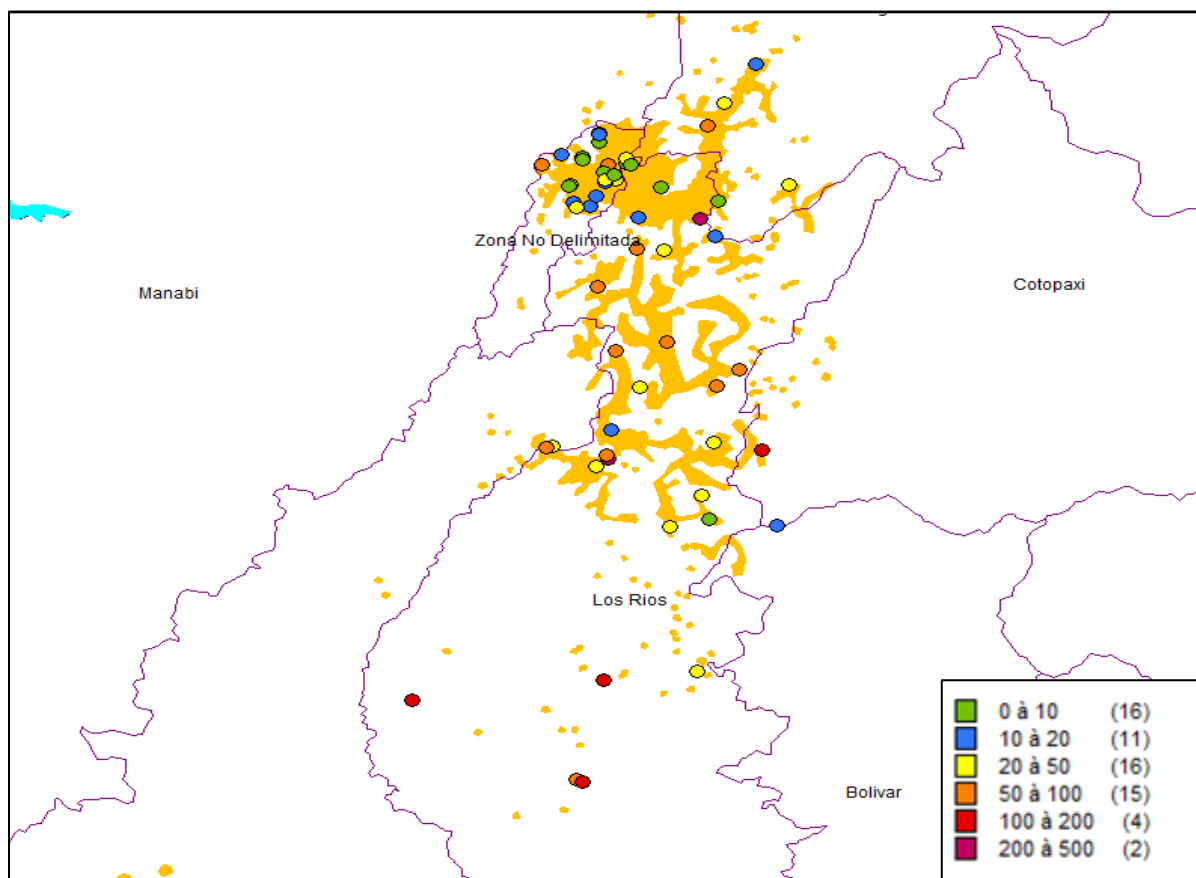 Zona No Delimitada
Manabi
Cotopaxi
Los Rios
Bolivar
0 à 10 (16)
10 à 20 (11)
20 à 50 (16)
50 à 100 (15)
100 à 200 (4)
200 à 500 (2)